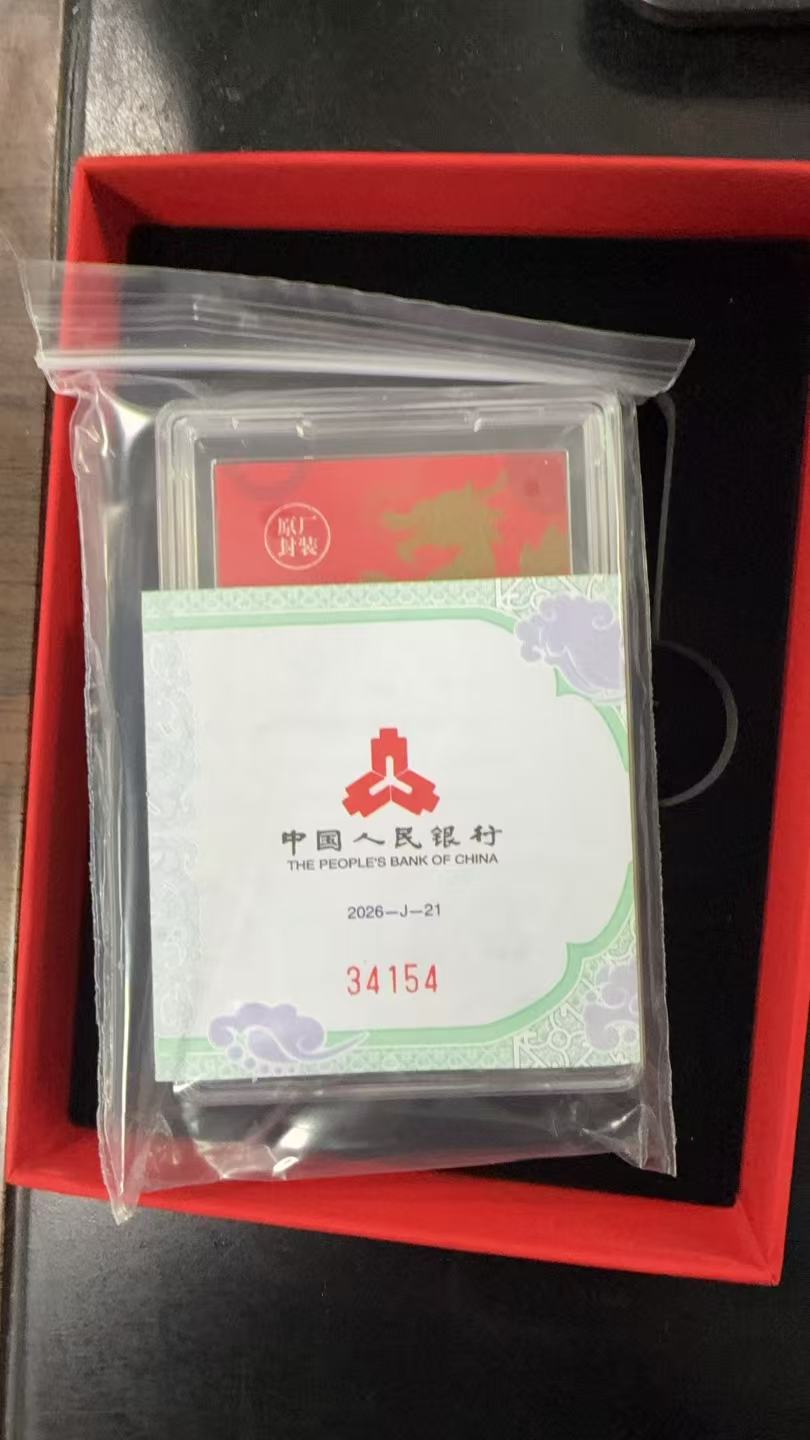 原厂
封装
中国人民银行
THE PEOPLE'S BANK OF CHINA
2026—J—21
34154